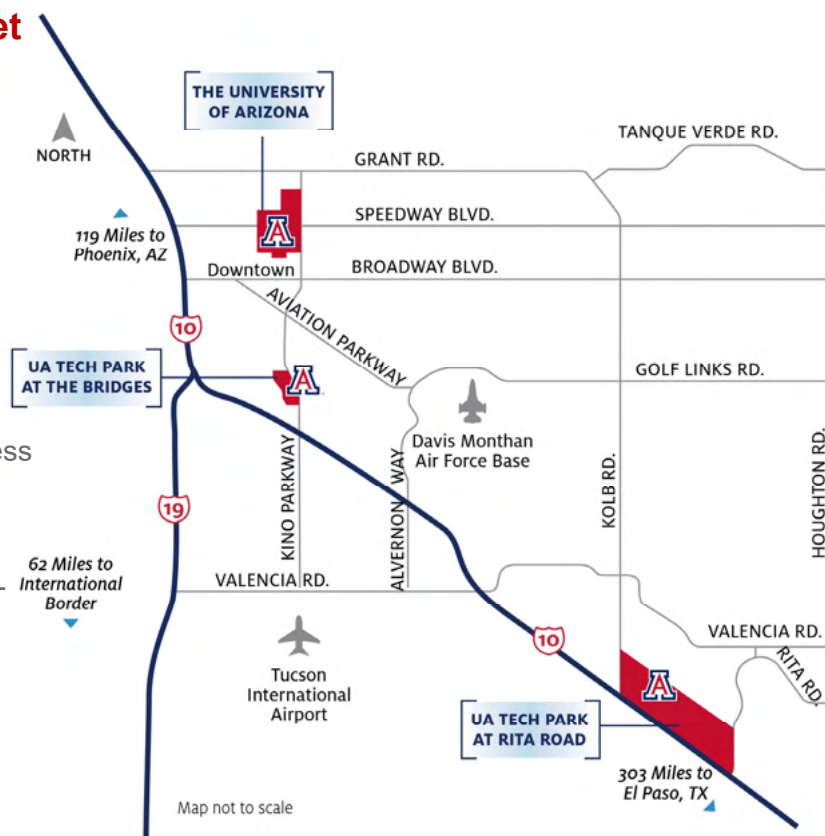 et
THE UNIVERSITY
OF ARIZONA
TANQUE VERDE RD.
NORTH
GRANT RD.
A
SPEEDWAY BLVD.
119 Miles to
Phoenix, AZ
Downtown
BROADWAY BLVD.
AVIATION PARKWAY
10
UA TECH PARK
AT THE BRIDGES
A
GOLF LINKS RD.
Davis Monthan
Air Force Base
ess
KINO PARKWAY
ALVERNON WAY
KOLB RD.
HOUGHTON RD.
19
62 Miles to
International
Border
VALENCIA RD.
10
VALENCIA RD.
RITA RD.
Tucson
International
Airport
A
UA TECH PARK
AT RITA ROAD
303 Miles to
El Paso, TX
Map not to scale